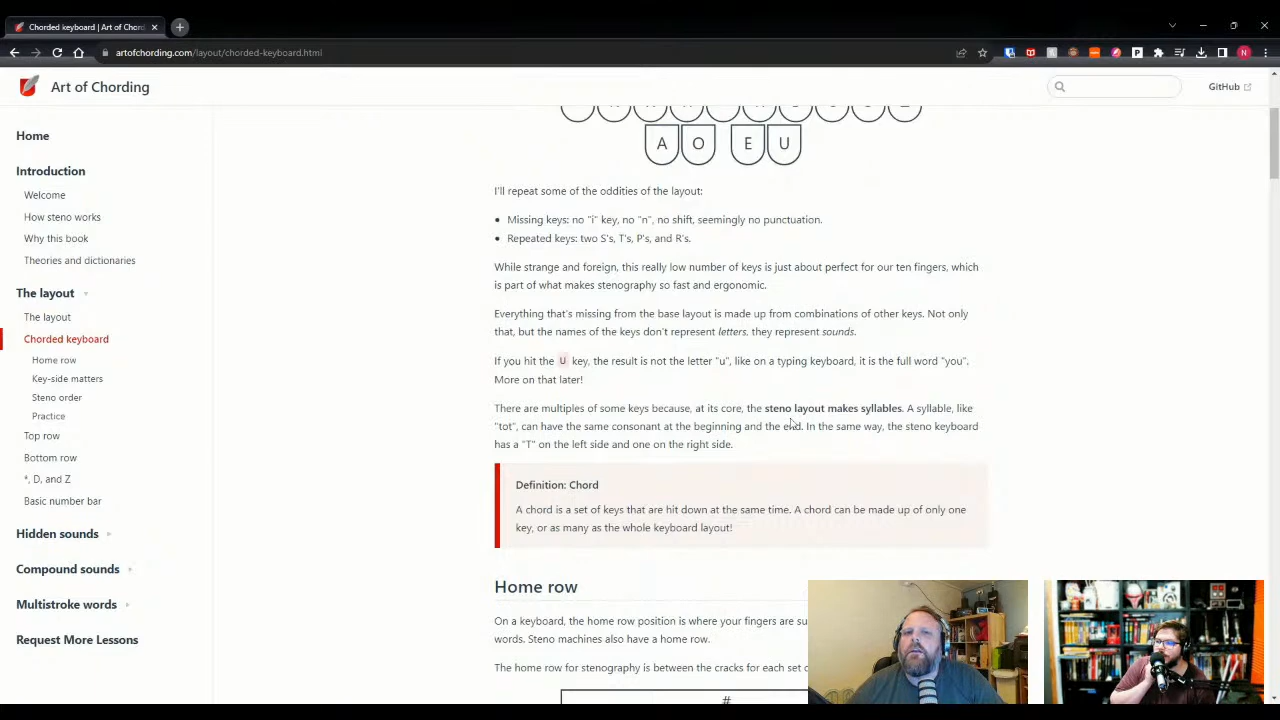 Chorded keyboard | Art of Chord
artofchording.com/layout/chorded-keyboard.html
Art of Chording
GitHub
Home
Introduction
Welcome
How steno works
Why this book
Theories and dictionaries
The layout
The layout
Chorded keyboard
Home row
Key-side matters
Steno order
Practice
Top row
Bottom row
*, D, and Z
Basic number bar
Hidden sounds
Compound sounds
Multistroke words
Request More Lessons
A O E U
I'll repeat some of the oddities of the layout:
• Missing keys: no "i" key, no "n", no shift, seemingly no punctuation.
• Repeated keys: two S's, T's, P's, and R's.
While strange and foreign, this really low number of keys is just about perfect for our ten fingers, which
is part of what makes stenography so fast and ergonomic.
Everything that's missing from the base layout is made up from combinations of other keys. Not only
that, but the names of the keys don't represent letters, they represent sounds.
If you hit the U key, the result is not the letter "u", like on a typing keyboard, it is the full word "you".
More on that later!
There are multiples of some keys because, at its core, the steno layout makes syllables. A syllable, like
"tot", can have the same consonant at the beginning and the end. In the same way, the steno keyboard
has a "T" on the left side and one on the right side.
Definition: Chord
A chord is a set of keys that are hit down at the same time. A chord can be made up of only one
key, or as many as the whole keyboard layout!
Home row
On a keyboard, the home row position is where your fingers are su
words. Steno machines also have a home row.
The home row for stenography is between the cracks for each set o
#